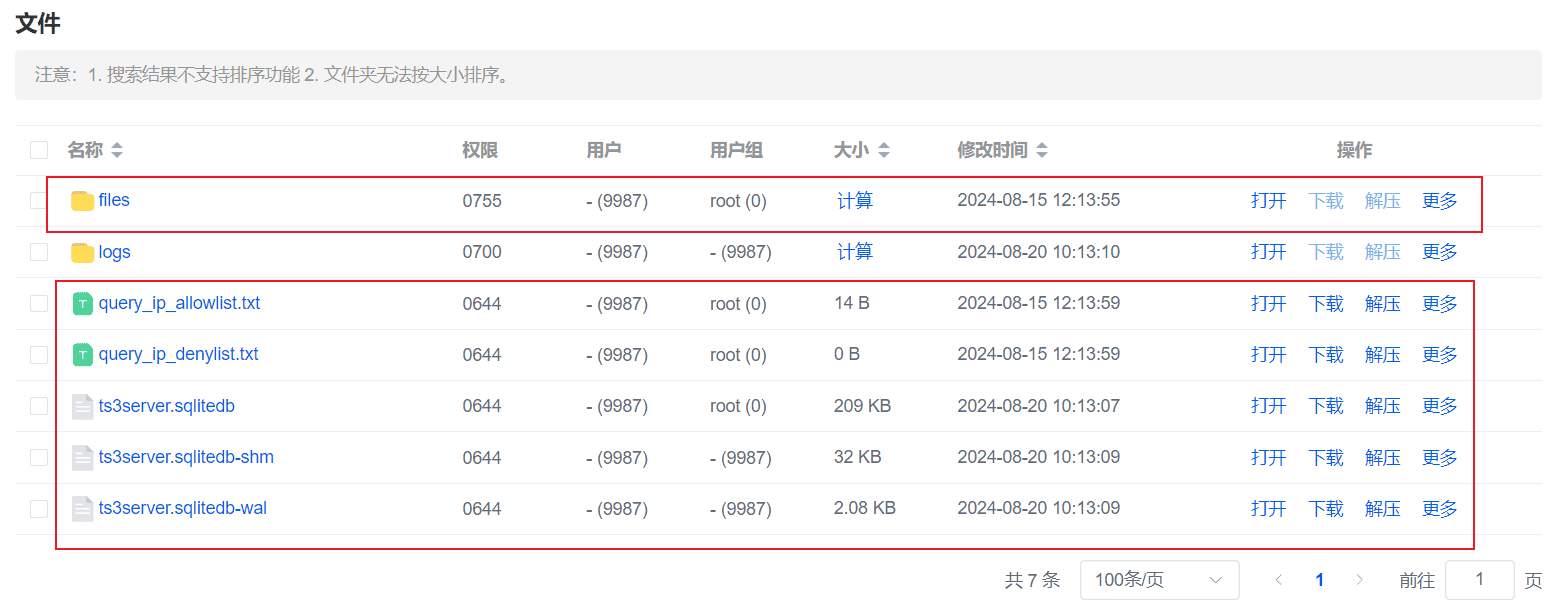 文件
注意：1. 搜索结果不支持排序功能 2. 文件夹无法按大小排序。
名称 权限 用户 用户组 大小 修改时间 操作
files 0755 - (9987) root (0) 计算 2024-08-15 12:13:55 打开 下载 解压 更多
logs 0700 - (9987) - (9987) 计算 2024-08-20 10:13:10 打开 下载 解压 更多
T query_ip_allowlist.txt 0644 - (9987) root (0) 14 B 2024-08-15 12:13:59 打开 下载 解压 更多
T query_ip_denylist.txt 0644 - (9987) root (0) 0 B 2024-08-15 12:13:59 打开 下载 解压 更多
ts3server.sqlitedb 0644 - (9987) root (0) 209 KB 2024-08-20 10:13:07 打开 下载 解压 更多
ts3server.sqlitedb-shm 0644 - (9987) - (9987) 32 KB 2024-08-20 10:13:09 打开 下载 解压 更多
ts3server.sqlitedb-wal 0644 - (9987) - (9987) 2.08 KB 2024-08-20 10:13:09 打开 下载 解压 更多
共 7 条 100条/页 1 前往 1 页